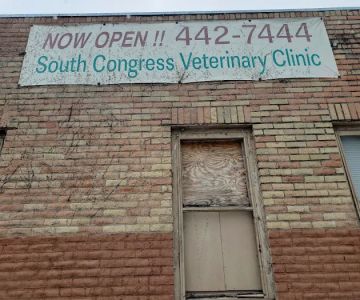 NOW OPEN !! 442-7444
South Congress Veterinary Clinic